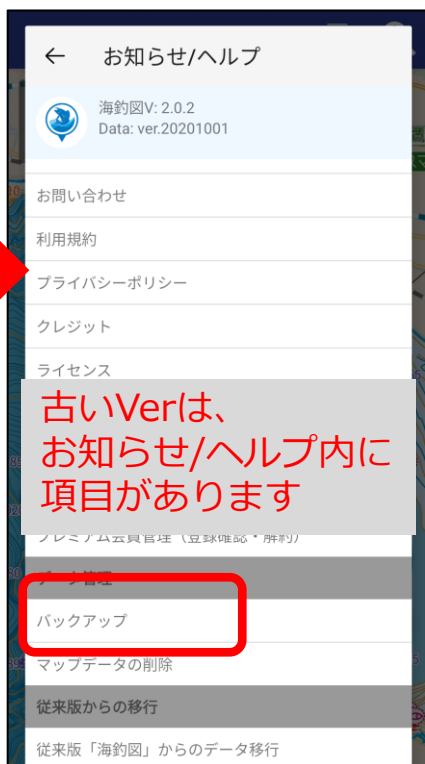 ← お知らせ/ヘルプ
海釣図V: 2.0.2
Data: ver.20201001
お問い合わせ
利用規約
プライバシーポリシー
クレジット
ライセンス
古いVerは、
お知らせ/ヘルプ内に
項目があります
プレミアム会員管理（登録確認・解約）
データ管理
バックアップ
マップデータの削除
従来版からの移行
従来版「海釣図」からのデータ移行